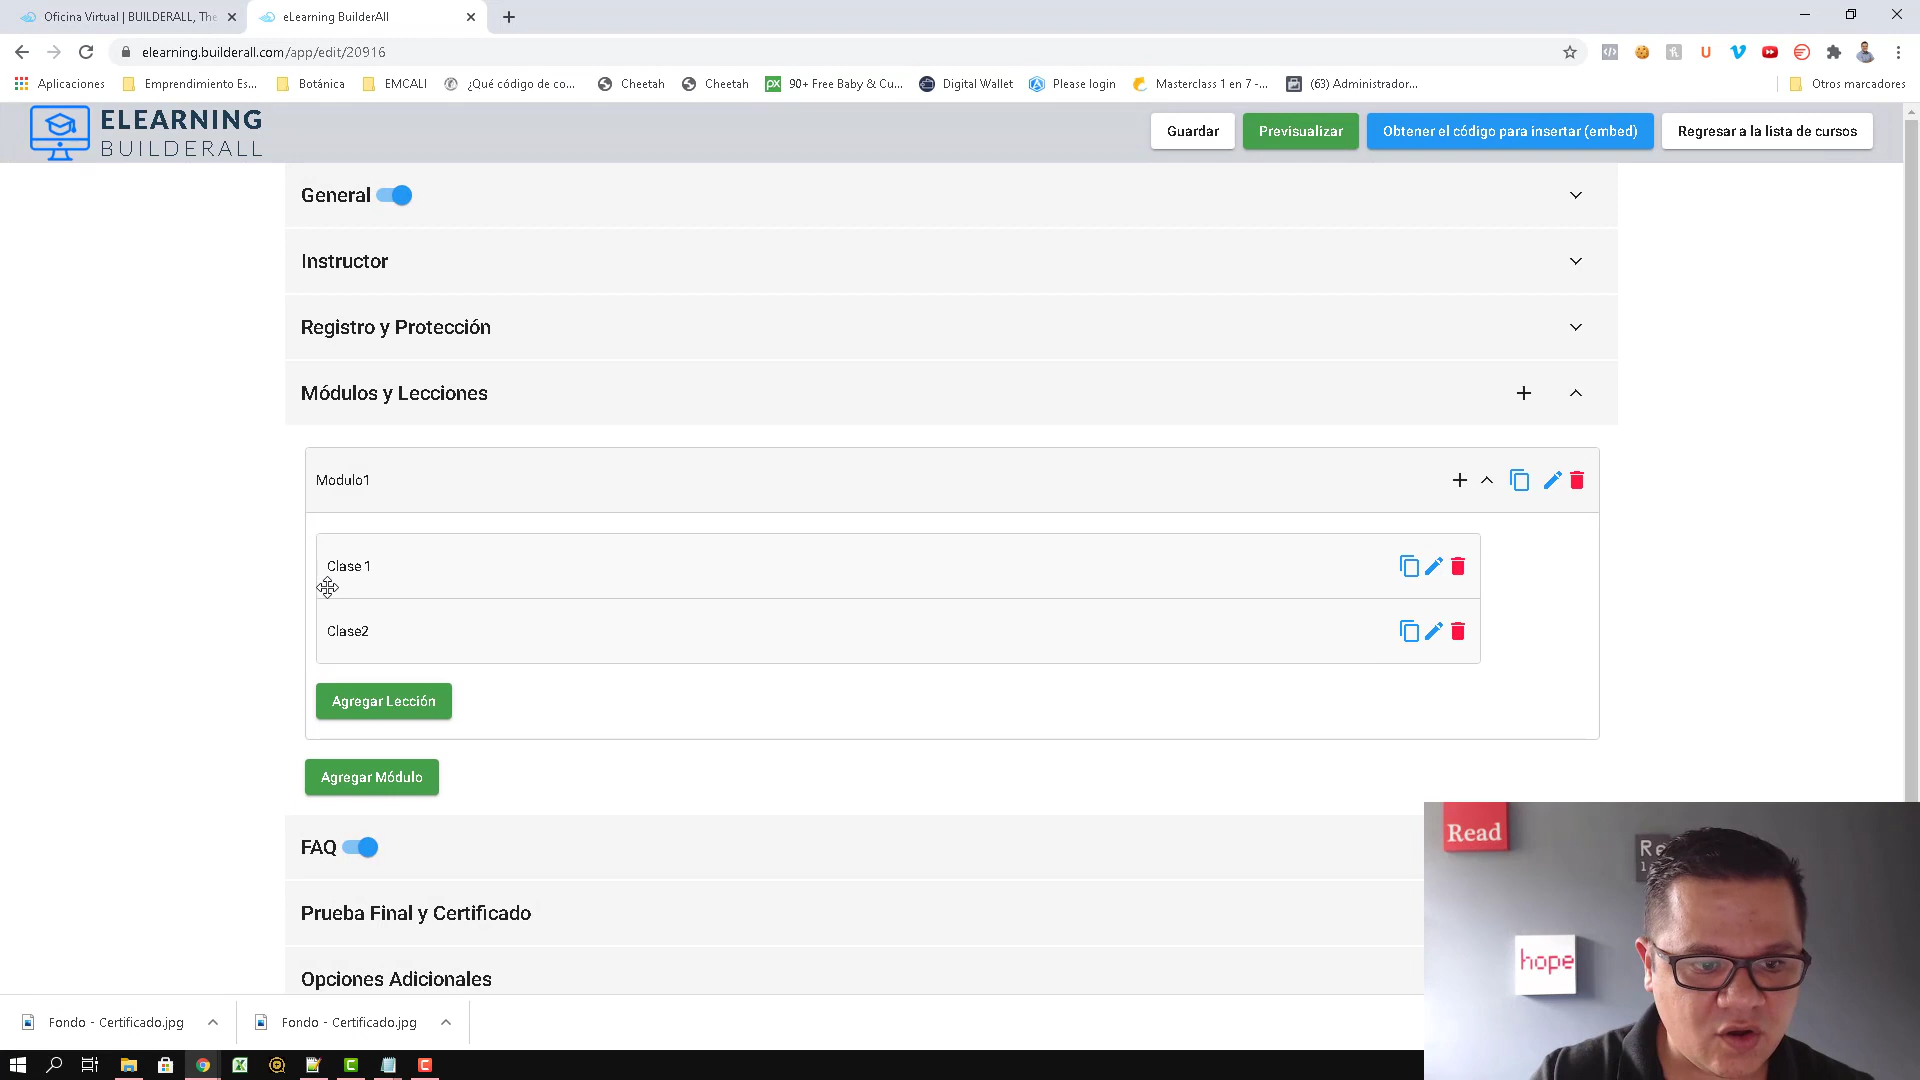 Oficina Virtual | BUILDERALL, The
eLearning BuilderAll
elearning.builderall.com/app/edit/20916
Aplicaciones
Emprendimiento Es...
Botánica
EMCALI
¿Qué código de co...
Cheetah
Cheetah
90+ Free Baby & Cu...
Digital Wallet
Please login
Masterclass 1 en 7 -...
(63) Administrador...
Otros marcadores
ELEARNING
BUILDERALL
Guardar
Previsualizar
Obtener el código para insertar (embed)
Regresar a la lista de cursos
General
Instructor
Registro y Protección
Módulos y Lecciones
Modulo1
Clase 1
Clase2
Agregar Lección
Agregar Módulo
FAQ
Prueba Final y Certificado
Opciones Adicionales
Read
hope
Fondo - Certificado.jpg
Fondo - Certificado.jpg